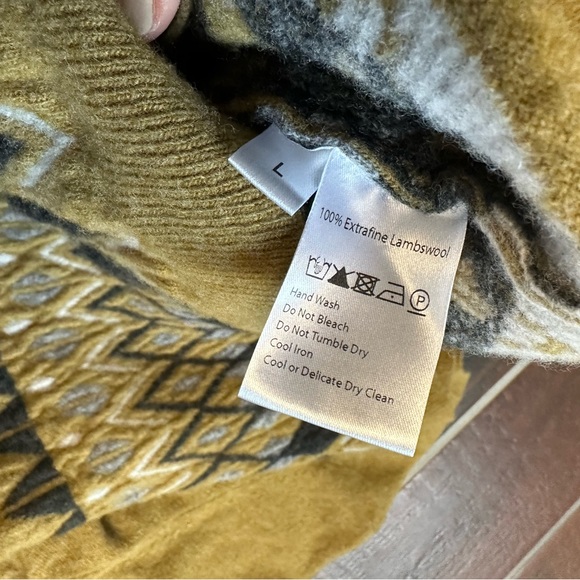 L
100% Extrafine Lambswool
P
Hand Wash
Do Not Bleach
Do Not Tumble Dry
Cool Iron
Cool or Delicate Dry Clean